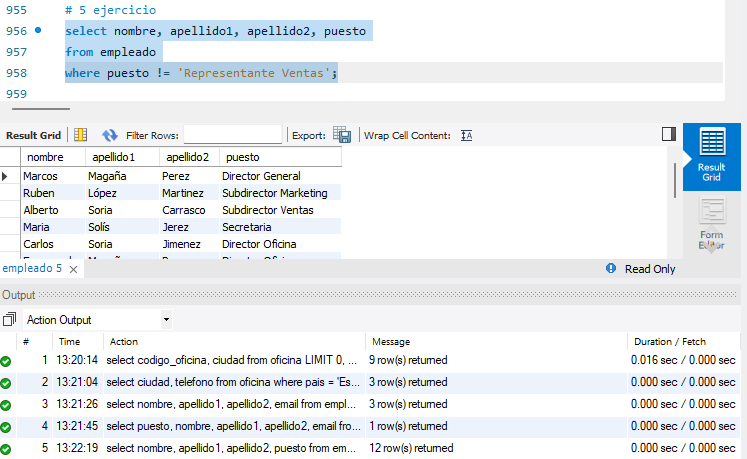 955 # 5 ejercicio
956 select nombre, apellido1, apellido2, puesto
957 from empleado
958 where puesto != 'Representante Ventas';
959
Result Grid Filter Rows: Export: Wrap Cell Content:
nombre apellido1 apellido2 puesto
Marcos Magaña Perez Director General
Ruben López Martinez Subdirector Marketing
Alberto Soria Carrasco Subdirector Ventas
Maria Solís Jerez Secretaria
Carlos Soria Jimenez Director Oficina
Result Grid
Form Editor
empleado 5 Read Only
Output
Action Output
# Time Action Message Duration / Fetch
1 13:20:14 select codigo_oficina, ciudad from oficina LIMIT 0, ... 9 row(s) returned 0.016 sec / 0.000 sec
2 13:21:04 select ciudad, telefono from oficina where pais = 'Es... 3 row(s) returned 0.000 sec / 0.000 sec
3 13:21:26 select nombre, apellido1, apellido2, email from empl... 3 row(s) returned 0.000 sec / 0.000 sec
4 13:21:45 select puesto, nombre, apellido1, apellido2, email fro... 1 row(s) returned 0.000 sec / 0.000 sec
5 13:22:19 select nombre, apellido1, apellido2, puesto from em... 12 row(s) returned 0.000 sec / 0.000 sec